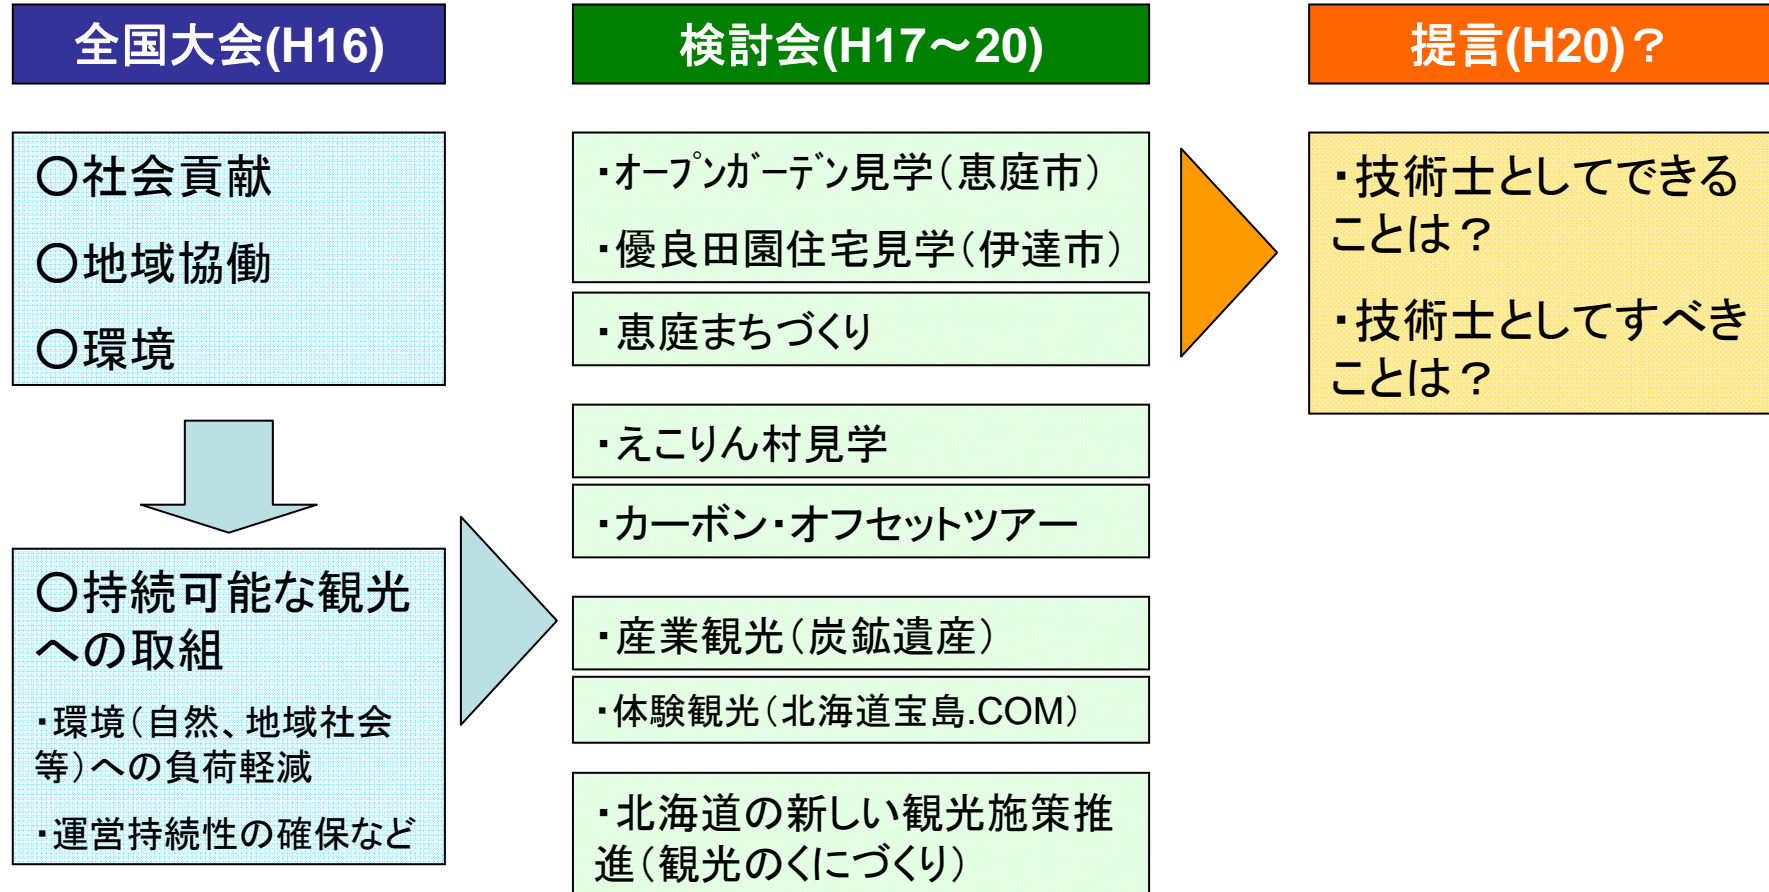 全国大会(H16)
○社会貢献
○地域協働
○環境
○持続可能な観光
への取組
・環境（自然、地域社会
等）への負荷軽減
・運営持続性の確保など
検討会(H17～20)
・ｵｰﾌﾟﾝｶﾞｰﾃﾞﾝ見学（恵庭市）
・優良田園住宅見学（伊達市）
・恵庭まちづくり
・えこりん村見学
・カーボン・オフセットツアー
・産業観光（炭鉱遺産）
・体験観光（北海道宝島.COM）
・北海道の新しい観光施策推
進（観光のくにづくり）
提言(H20)？
・技術士としてできる
ことは？
・技術士としてすべき
ことは？